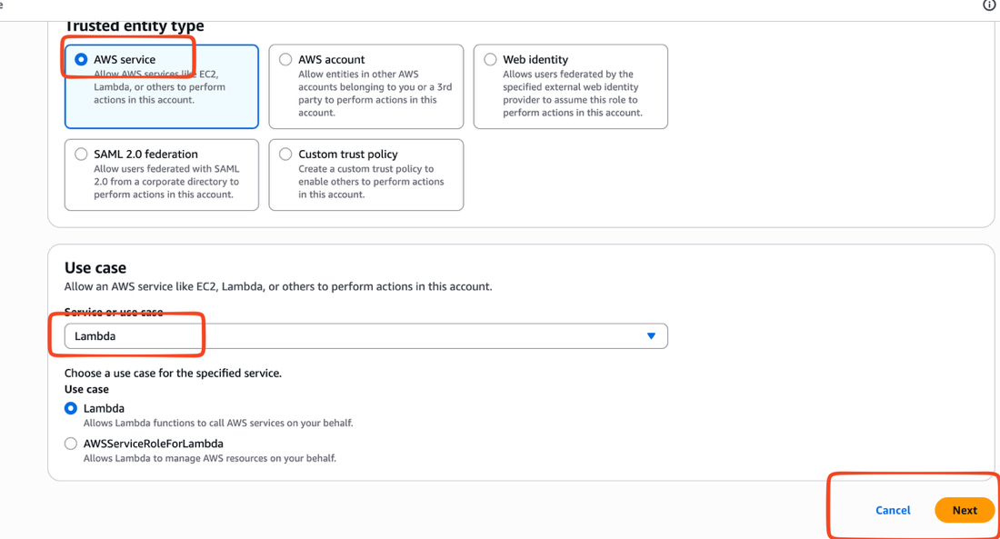 e
Trusted entity type
AWS service
Allow AWS services like EC2,
Lambda, or others to perform
actions in this account.
AWS account
Allow entities in other AWS
accounts belonging to you or a 3rd
party to perform actions in this
account.
Web identity
Allows users federated by the
specified external web identity
provider to assume this role to
perform actions in this account.
SAML 2.0 federation
Allow users federated with SAML
2.0 from a corporate directory to
perform actions in this account.
Custom trust policy
Create a custom trust policy to
enable others to perform actions
in this account.
Use case
Allow an AWS service like EC2, Lambda, or others to perform actions in this account.
Service or use case
Lambda
Choose a use case for the specified service.
Use case
Lambda
Allows Lambda functions to call AWS services on your behalf.
AWSServiceRoleForLambda
Allows Lambda to manage AWS resources on your behalf.
Cancel
Next